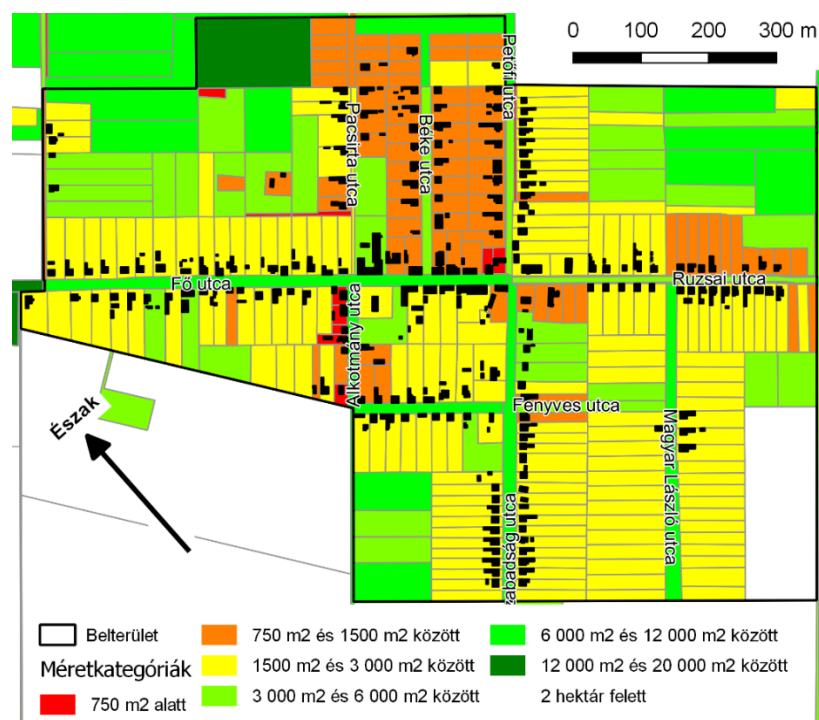 0 100 200 300 m
Petőfi utca
Pacsirta utca
Béke utca
Fő utca
Ruzsai utca
Alkotmány utca
Fenyves utca
Észak
Magyar László utca
zabadság utca
Belterület
Méretkategóriák
750 m2 alatt
750 m2 és 1500 m2 között
1500 m2 és 3 000 m2 között
3 000 m2 és 6 000 m2 között
6 000 m2 és 12 000 m2 között
12 000 m2 és 20 000 m2 között
2 hektár felett